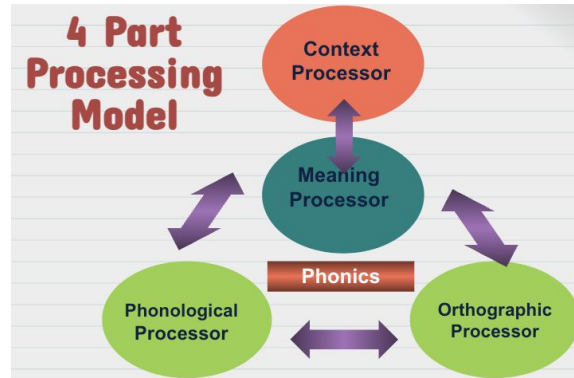 4 Part
Processing
Model
Context
Processor
Meaning
Processor
Phonics
Phonological
Processor
Orthographic
Processor